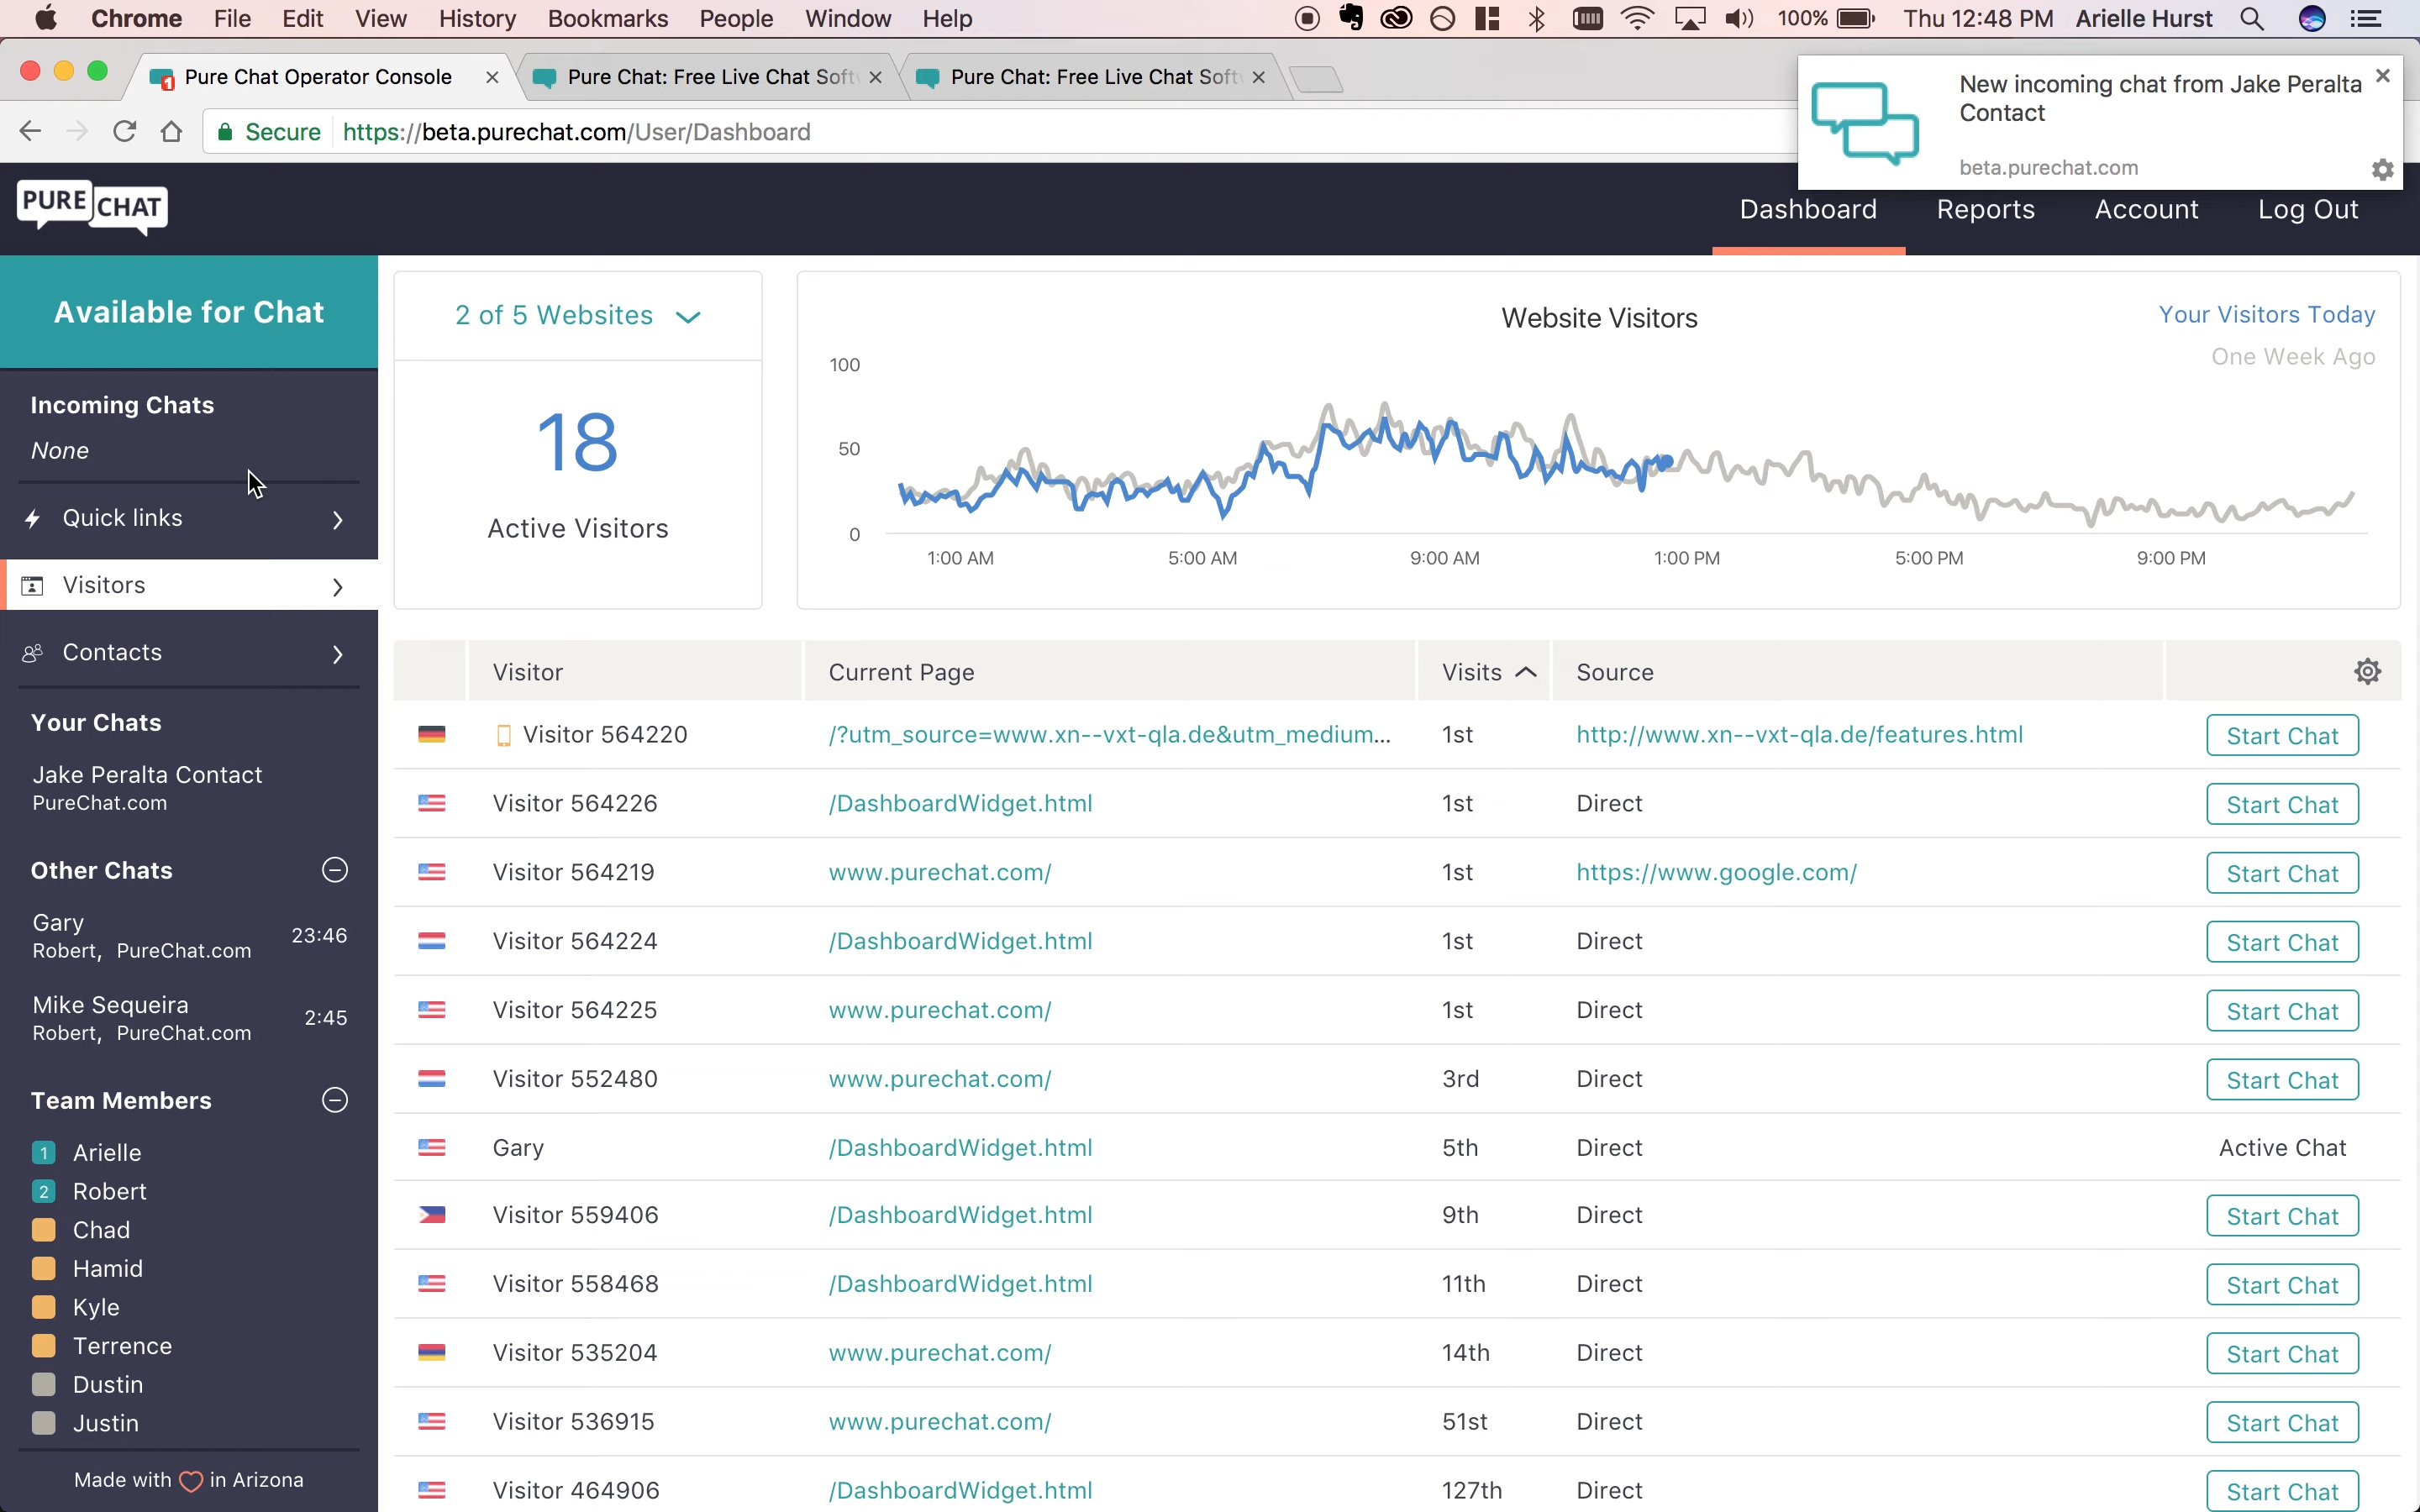 Chrome File Edit View History Bookmarks People Window Help 100% Thu 12:48 PM Arielle Hurst
Pure Chat Operator Console
Pure Chat: Free Live Chat Soft
Pure Chat: Free Live Chat Soft
Secure https://beta.purechat.com/User/Dashboard
New incoming chat from Jake Peralta
Contact
beta.purechat.com
PURE CHAT
Dashboard Reports Account Log Out
Available for Chat
Incoming Chats
None
Quick links
Visitors
Contacts
Your Chats
Jake Peralta Contact
PureChat.com
Other Chats
Gary 23:46
Robert, PureChat.com
Mike Sequeira 2:45
Robert, PureChat.com
Team Members
1 Arielle
2 Robert
Chad
Hamid
Kyle
Terrence
Dustin
Justin
Made with in Arizona
2 of 5 Websites
18
Active Visitors
Website Visitors
Your Visitors Today
One Week Ago
100
50
0
1:00 AM 5:00 AM 9:00 AM 1:00 PM 5:00 PM 9:00 PM
Visitor Current Page Visits Source
Visitor 564220 /?utm_source=www.xn--vxt-qla.de&utm_medium... 1st http://www.xn--vxt-qla.de/features.html Start Chat
Visitor 564226 /DashboardWidget.html 1st Direct Start Chat
Visitor 564219 www.purechat.com/ 1st https://www.google.com/ Start Chat
Visitor 564224 /DashboardWidget.html 1st Direct Start Chat
Visitor 564225 www.purechat.com/ 1st Direct Start Chat
Visitor 552480 www.purechat.com/ 3rd Direct Start Chat
Gary /DashboardWidget.html 5th Direct Active Chat
Visitor 559406 /DashboardWidget.html 9th Direct Start Chat
Visitor 558468 /DashboardWidget.html 11th Direct Start Chat
Visitor 535204 www.purechat.com/ 14th Direct Start Chat
Visitor 536915 www.purechat.com/ 51st Direct Start Chat
Visitor 464906 /DashboardWidget.html 127th Direct Start Chat